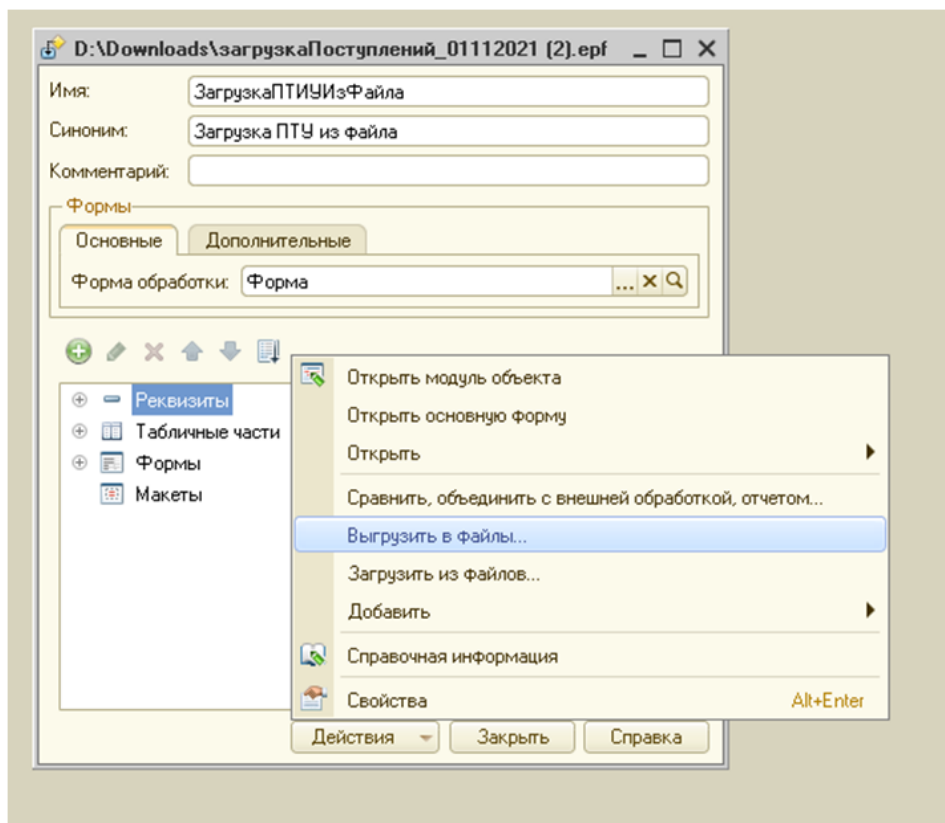 D:\Downloads\загрузкаПоступлений_01112021 (2).epf
Имя: ЗагрузкаПТИУИзФайла
Синоним: Загрузка ПТУ из файла
Комментарий:
Формы
Основные Дополнительные
Форма обработки: Форма ...
Реквизиты
Табличные части
Формы
Макеты
Открыть модуль объекта
Открыть основную форму
Открыть
Сравнить, объединить с внешней обработкой, отчетом...
Выгрузить в файлы...
Загрузить из файлов...
Добавить
Справочная информация
Свойства Alt+Enter
Действия Закрыть Справка